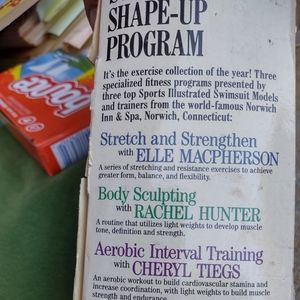 SHAPE-UP
PROGRAM
It's the exercise collection of the year! Three
specialized fitness programs presented by
three top Sports Illustrated Swimsuit Models
and trainers from the world-famous Norwich
Inn & Spa, Norwich, Connecticut:
Stretch and Strengthen
with ELLE MACPHERSON
A series of stretching and resistance exercises to achieve
greater form, balance, and flexibility.
Body Sculpting
with RACHEL HUNTER
A routine that utilizes light weights to develop muscle
tone, definition and strength.
Aerobic Interval Training
with CHERYL TIEGS
An aerobic workout to build cardiovascular stamina and
increase coordination, with light weights to build muscle
strength and endurance.